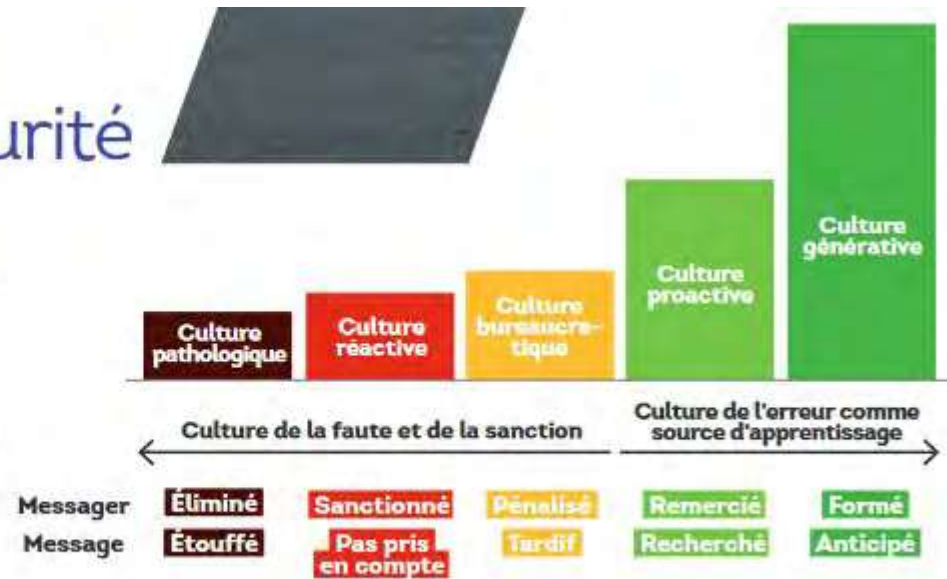 urité
Culture
pathologique
Culture
réactive
Culture
bureaucra-
tique
Culture
proactive
Culture
générative
Culture de la faute et de la sanction
Culture de l'erreur comme
source d'apprentissage
Messager Éliminé Sanctionné Pénalisé Remercié Formé
Message Étouffé Pas pris Tardif Recherché Anticipé
en compte